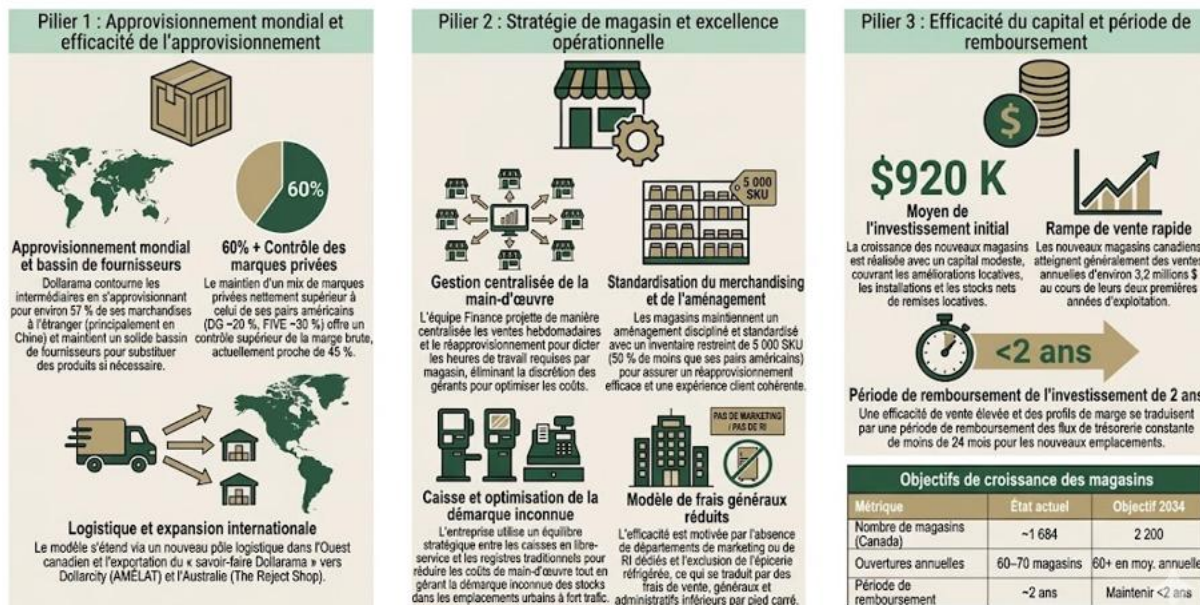 Pilier 1 : Approvisionnement mondial et
efficacité de l'approvisionnement
60%
Approvisionnement mondial
et bassin de fournisseurs
Dollarama contourne les
intermédiaires en s'approvisionnant
pour environ 57 % de ses marchandises
à l'étranger (principalement en
Chine) et maintient un solide bassin
de fournisseurs pour substituer
des produits si nécessaire.
60% + Contrôle des
marques privées
Le maintien d'un mix de marques
privées nettement supérieur à
celui de ses pairs américains
(DG ~20 %, FIVE ~30 %) offre un
contrôle supérieur de la marge brute,
actuellement proche de 45 %.
Logistique et expansion internationale
Le modèle s'étend via un nouveau pôle logistique dans l'Ouest
canadien et l'exportation du « savoir-faire Dollarama » vers
Dollarcity (AMÉLAT) et l'Australie (The Reject Shop).
Pilier 2 : Stratégie de magasin et excellence
opérationnelle
5 000
SKU
Gestion centralisée de la
main-d'œuvre
L'équipe Finance projette de manière
centralisée les ventes hebdomadaires
et le réapprovisionnement pour dicter
les heures de travail requises par
magasin, éliminant la discrétion des
gérants pour optimiser les coûts.
Standardisation du merchandising
et de l'aménagement
Les magasins maintiennent un
aménagement discipliné et standardisé
avec un inventaire restreint de 5 000 SKU
(50 % de moins que ses pairs américains)
pour assurer un réapprovisionnement
efficace et une expérience client cohérente.
Caisse et optimisation de la
démarque inconnue
L'entreprise utilise un équilibre
stratégique entre les caisses en libre-
service et les registres traditionnels pour
réduire les coûts de main-d'œuvre tout en
gérant la démarque inconnue des stocks
dans les emplacements urbains à fort trafic.
PAS DE MARKETING
/ PAS DE RI
Modèle de frais généraux
réduits
L'efficacité est motivée par l'absence
de départements de marketing ou de
RI dédiés et l'exclusion de l'épicerie
réfrigérée, ce qui se traduit par des
frais de vente, généraux et
administratifs inférieurs par pied carré.
Pilier 3 : Efficacité du capital et période de
remboursement
$
$920 K
Moyen de
l'investissement initial
La croissance des nouveaux magasins
est réalisée avec un capital modeste,
couvrant les améliorations locatives,
les installations et les stocks nets
de remises locatives.
Rampe de vente rapide
Les nouveaux magasins canadiens
atteignent généralement des ventes
annuelles d'environ 3,2 millions $
au cours de leurs deux premières
années d'exploitation.
<2 ans
Période de remboursement de l'investissement de 2 ans
Une efficacité de vente élevée et des profils de marge se traduisent
par une période de remboursement des flux de trésorerie constante
de moins de 24 mois pour les nouveaux emplacements.
Objectifs de croissance des magasins
Métrique État actuel Objectif 2034
Nombre de magasins
(Canada) ~1 684 2 200
Ouvertures annuelles 60–70 magasins 60+ en moy. annuelle
Période de
remboursement ~2 ans Maintenir <2 ans